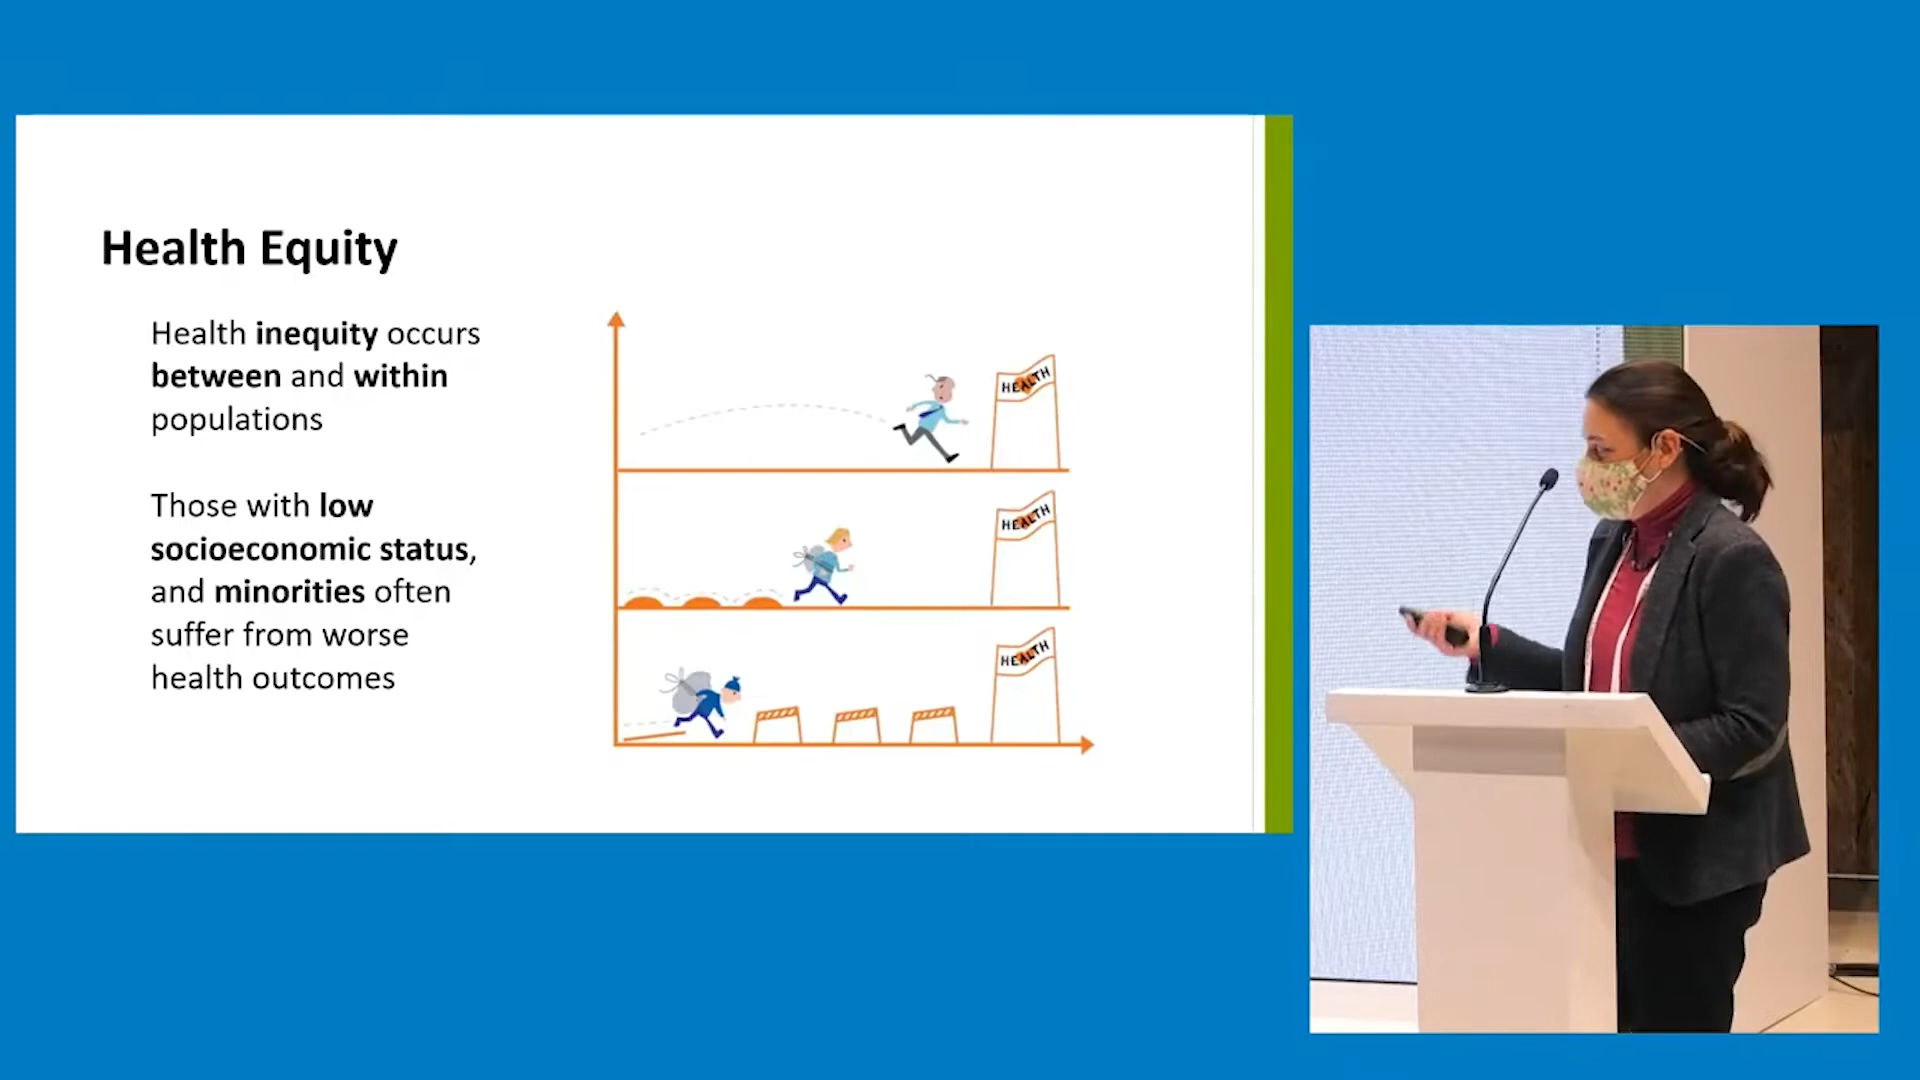 Health Equity
Health inequity occurs
between and within
populations
Those with low
socioeconomic status,
and minorities often
suffer from worse
health outcomes
HEALTH
HEALTH
HEALTH